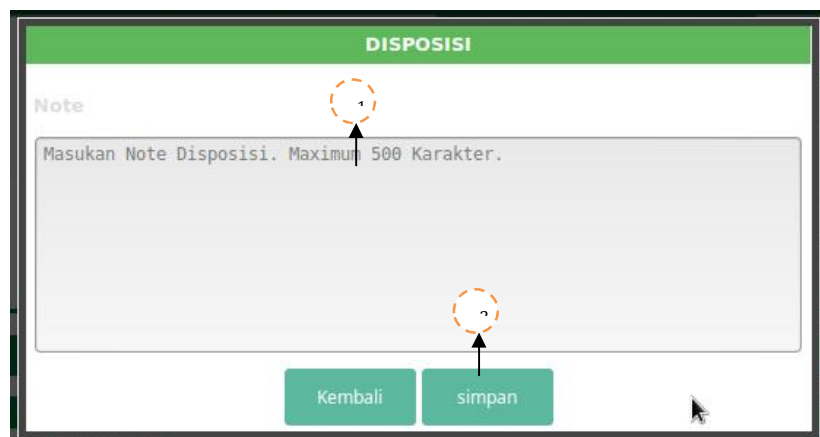 DISPOSISI
Note
Masukan Note Disposisi. Maximum 500 Karakter.
Kembali simpan